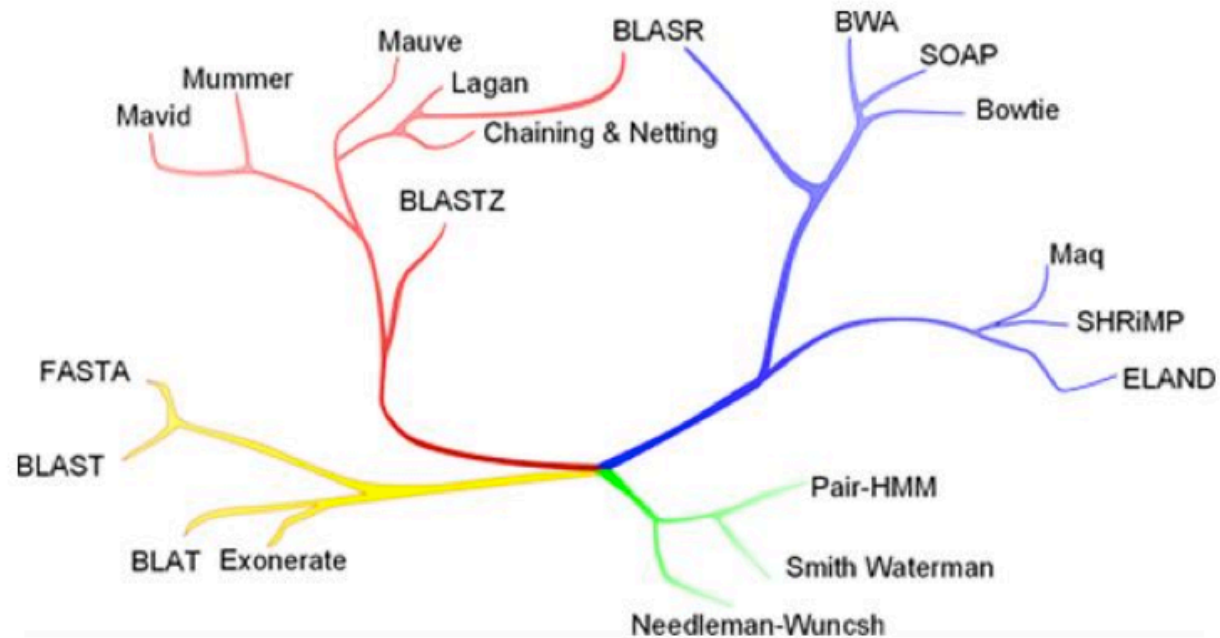 BWA
BLASR
Mauve
SOAP
Mummer
Lagan
Mavid
Bowtie
Chaining & Netting
BLASTZ
Maq
SHRiMP
FASTA
ELAND
BLAST
Pair-HMM
BLAT
Exonerate
Smith Waterman
Needleman-Wuncsh